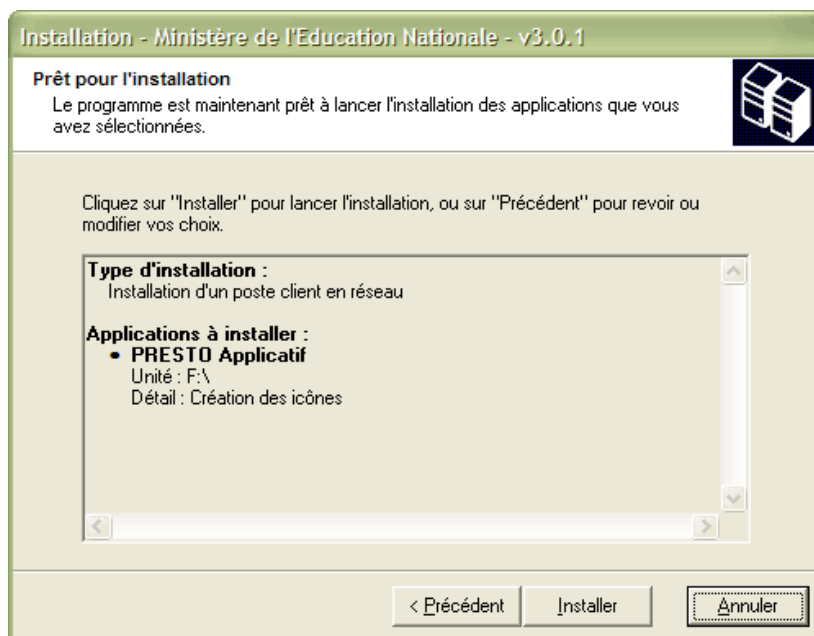 Installation - Ministère de l'Education Nationale - v3.0.1
Prêt pour l'installation
Le programme est maintenant prêt à lancer l'installation des applications que vous
avez sélectionnées.
Cliquez sur "Installer" pour lancer l'installation, ou sur "Précédent" pour revoir ou
modifier vos choix.
Type d'installation :
Installation d'un poste client en réseau
Applications à installer :
• PRESTO Applicatif
Unité : F:\
Détail : Création des icônes
< Précédent
Installer
Annuler